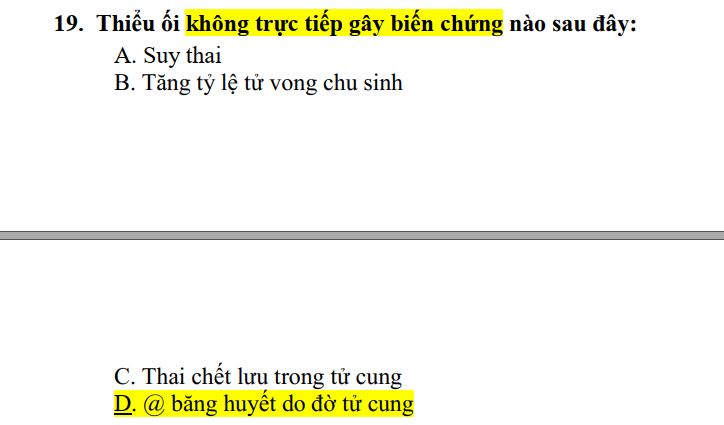 19. Thiểu ối không trực tiếp gây biến chứng nào sau đây:
A. Suy thai
B. Tăng tỷ lệ tử vong chu sinh
C. Thai chết lưu trong tử cung
D. @ băng huyết do đờ tử cung